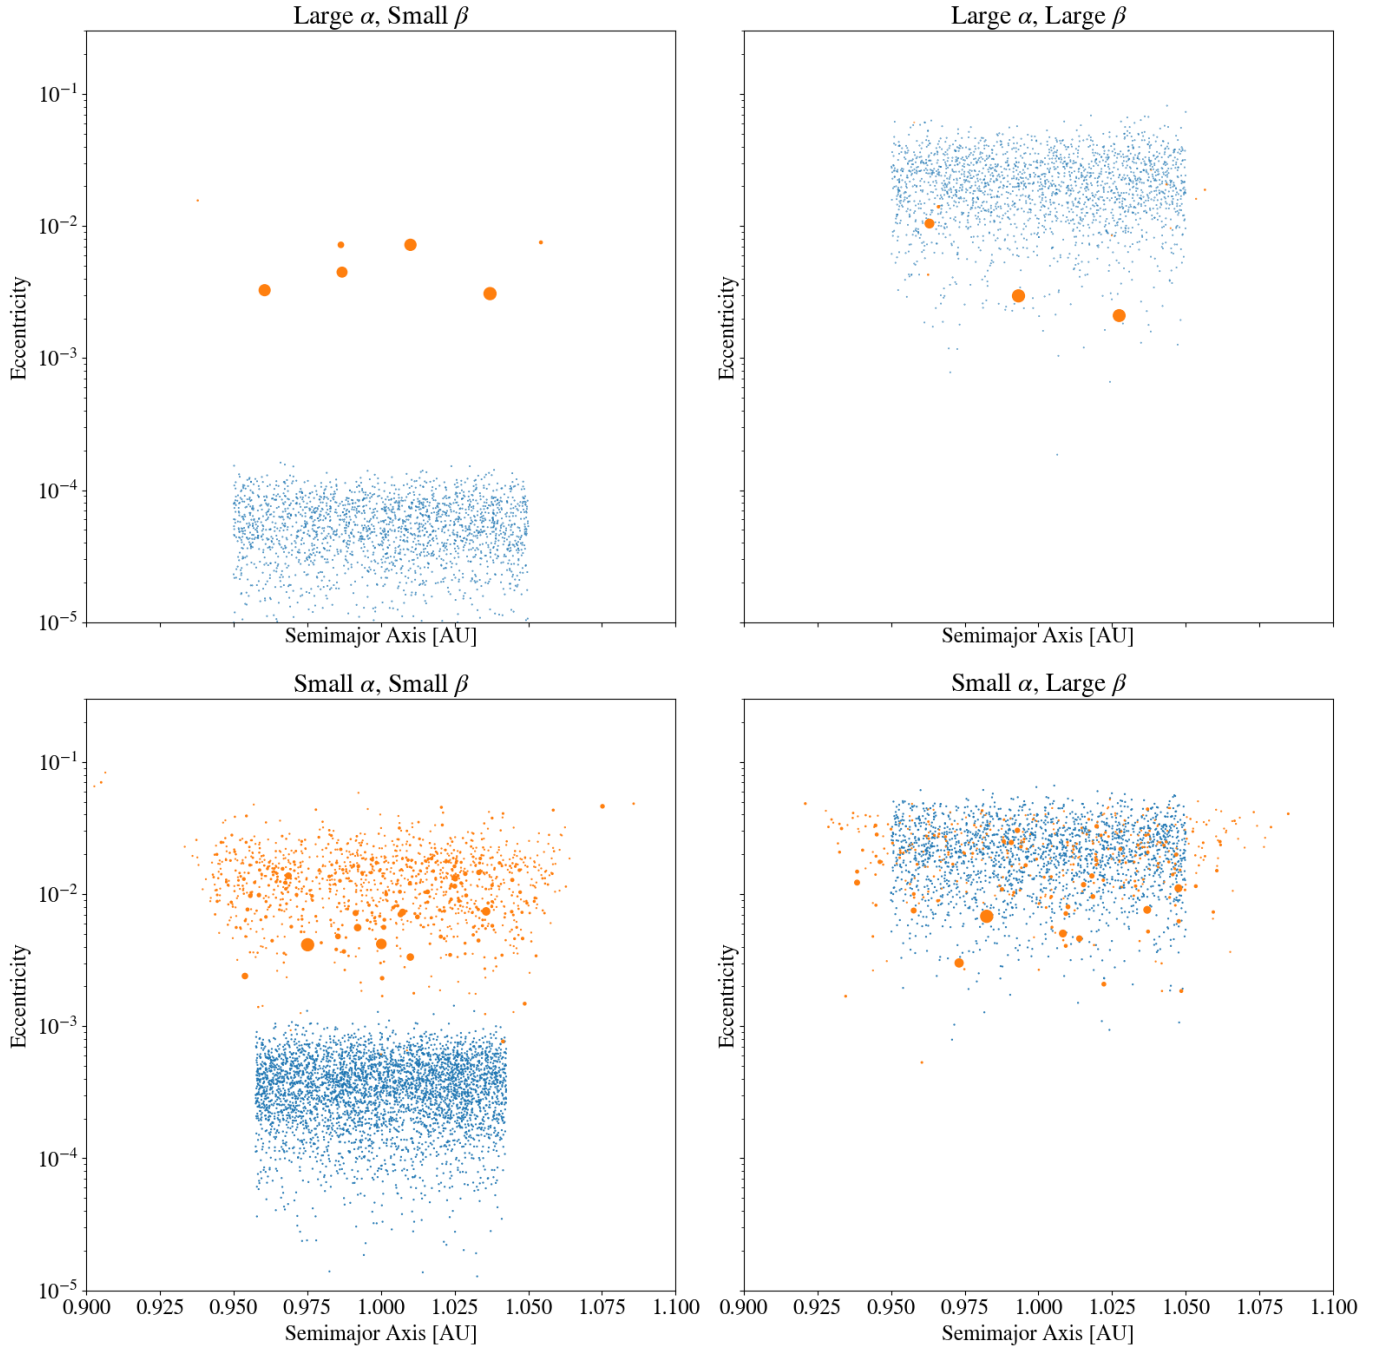 Large α, Small β
Large α, Large β
10⁻¹
10⁻²
10⁻³
10⁻⁴
10⁻⁵
Eccentricity
Eccentricity
Semimajor Axis [AU]
Semimajor Axis [AU]
Small α, Small β
Small α, Large β
10⁻¹
10⁻²
10⁻³
10⁻⁴
10⁻⁵
Eccentricity
Eccentricity
0.900 0.925 0.950 0.975 1.000 1.025 1.050 1.075 1.100
0.900 0.925 0.950 0.975 1.000 1.025 1.050 1.075 1.100
Semimajor Axis [AU]
Semimajor Axis [AU]